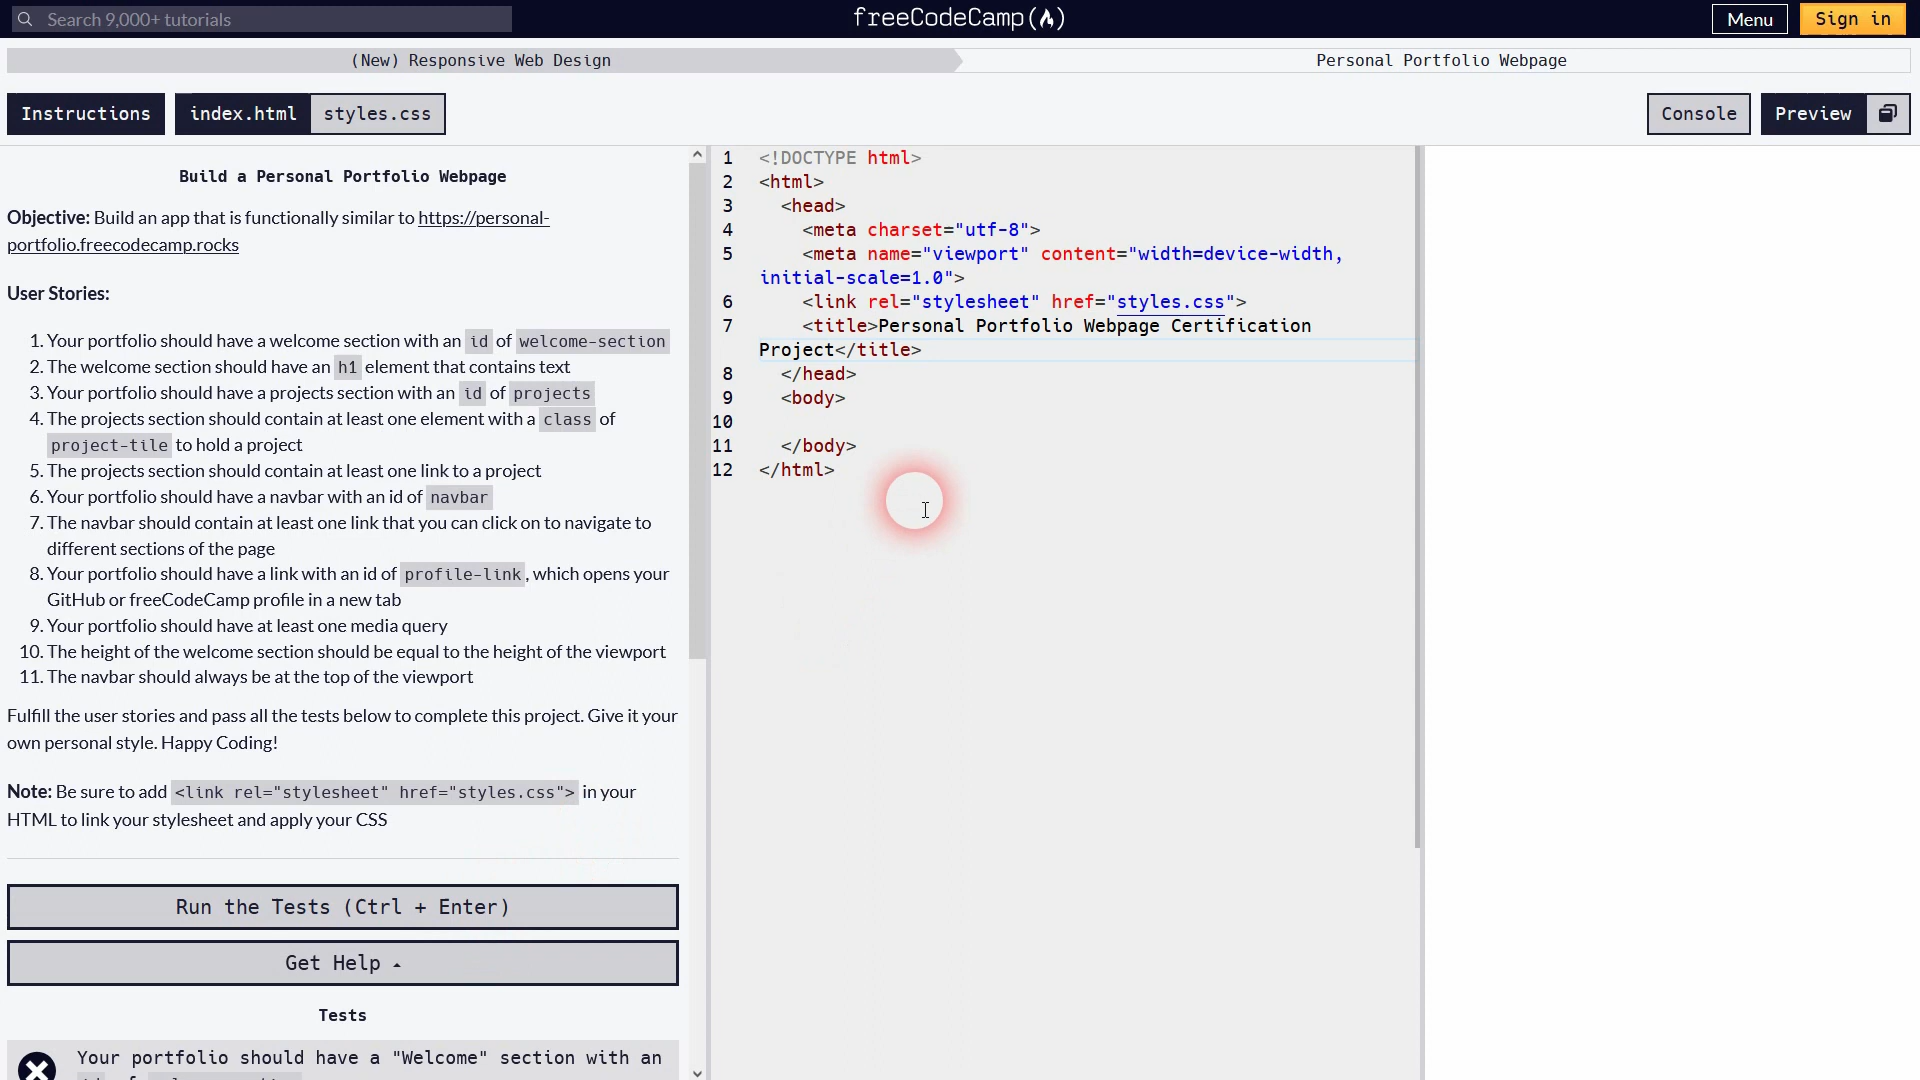 Search 9,000+ tutorials
freeCodeCamp
Menu
Sign in
(New) Responsive Web Design
Personal Portfolio Webpage
Instructions
index.html
styles.css
Console
Preview
Build a Personal Portfolio Webpage
Objective: Build an app that is functionally similar to https://personal-
portfolio.freecodecamp.rocks
User Stories:
1. Your portfolio should have a welcome section with an id of welcome-section
2. The welcome section should have an h1 element that contains text
3. Your portfolio should have a projects section with an id of projects
4. The projects section should contain at least one element with a class of
project-tile to hold a project
5. The projects section should contain at least one link to a project
6. Your portfolio should have a navbar with an id of navbar
7. The navbar should contain at least one link that you can click on to navigate to
different sections of the page
8. Your portfolio should have a link with an id of profile-link, which opens your
GitHub or freeCodeCamp profile in a new tab
9. Your portfolio should have at least one media query
10. The height of the welcome section should be equal to the height of the viewport
11. The navbar should always be at the top of the viewport
Fulfill the user stories and pass all the tests below to complete this project. Give it your
own personal style. Happy Coding!
Note: Be sure to add <link rel="stylesheet" href="styles.css"> in your
HTML to link your stylesheet and apply your CSS
Run the Tests (Ctrl + Enter)
Get Help
Tests
Your portfolio should have a "Welcome" section with an
1 <!DOCTYPE html>
2 <html>
3 <head>
4 <meta charset="utf-8">
5 <meta name="viewport" content="width=device-width,
initial-scale=1.0">
6 <link rel="stylesheet" href="styles.css">
7 <title>Personal Portfolio Webpage Certification
Project</title>
8 </head>
9 <body>
10
11 </body>
12 </html>